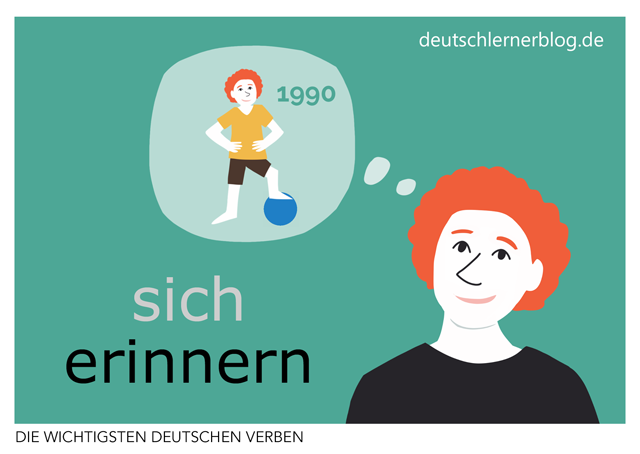 deutschlernerblog.de
1990
sich
erinnern
DIE WICHTIGSTEN DEUTSCHEN VERBEN